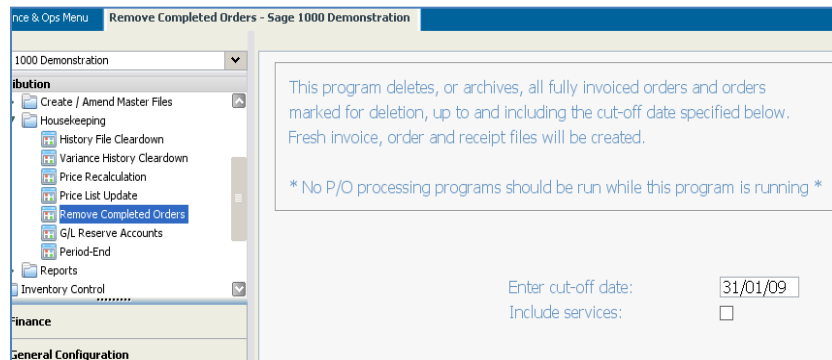 nce & Ops Menu Remove Completed Orders - Sage 1000 Demonstration
1000 Demonstration
ibution
Create / Amend Master Files
Housekeeping
History File Cleardown
Variance History Cleardown
Price Recalculation
Price List Update
Remove Completed Orders
G/L Reserve Accounts
Period-End
Reports
Inventory Control
Finance
General Configuration
This program deletes, or archives, all fully invoiced orders and orders
marked for deletion, up to and including the cut-off date specified below.
Fresh invoice, order and receipt files will be created.
* No P/O processing programs should be run while this program is running *
Enter cut-off date: 31/01/09
Include services: